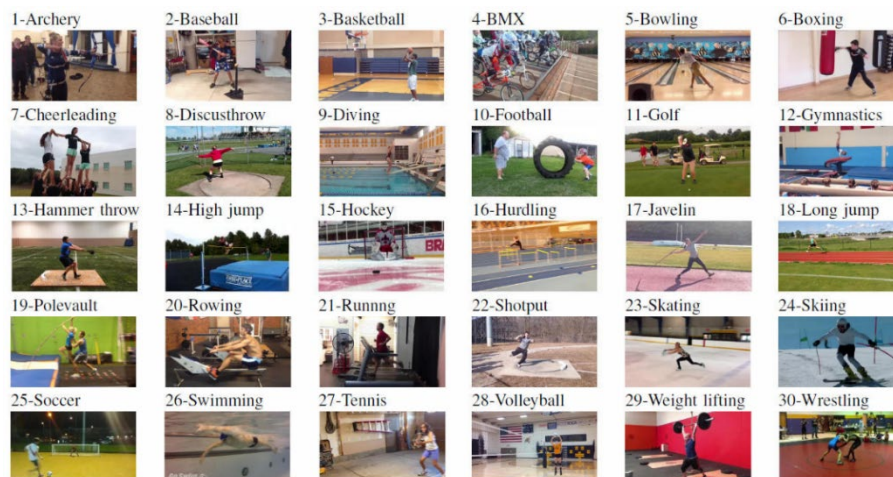 1-Archery
2-Baseball
3-Basketball
4-BMX
5-Bowling
6-Boxing
7-Cheerleading
8-Discusthrow
9-Diving
10-Football
11-Golf
12-Gymnastics
13-Hammer throw
14-High jump
15-Hockey
16-Hurdling
17-Javelin
18-Long jump
19-Polevault
20-Rowing
21-Runnng
22-Shotput
23-Skating
24-Skiing
25-Soccer
26-Swimming
27-Tennis
28-Volleyball
29-Weight lifting
30-Wrestling